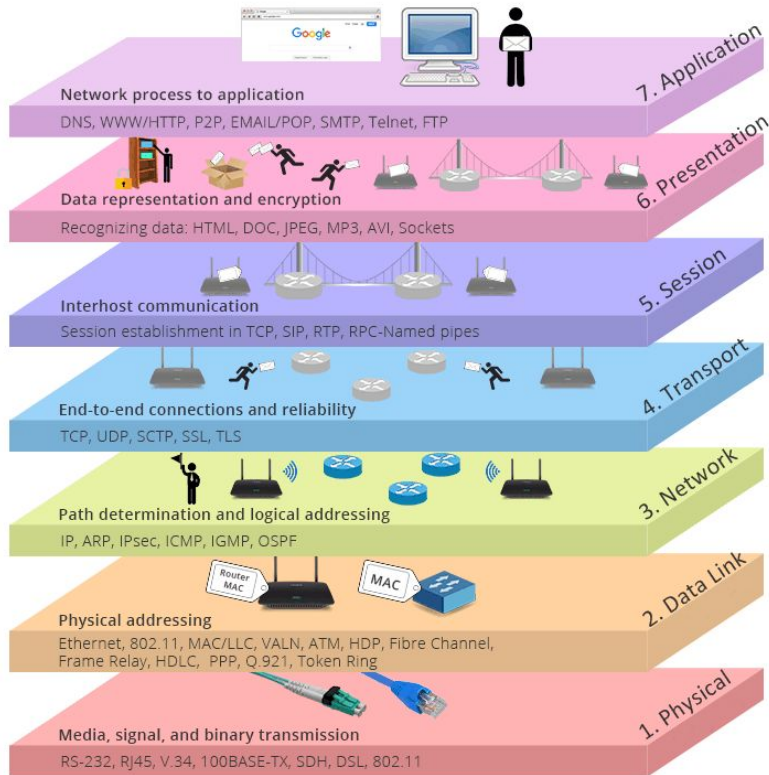 Google
7. Application
Network process to application
DNS, WWW/HTTP, P2P, EMAIL/POP, SMTP, Telnet, FTP
6. Presentation
Data representation and encryption
Recognizing data: HTML, DOC, JPEG, MP3, AVI, Sockets
5. Session
Interhost communication
Session establishment in TCP, SIP, RTP, RPC-Named pipes
4. Transport
End-to-end connections and reliability
TCP, UDP, SCTP, SSL, TLS
3. Network
Path determination and logical addressing
IP, ARP, IPsec, ICMP, IGMP, OSPF
Router
MAC
MAC
2. Data Link
Physical addressing
Ethernet, 802.11, MAC/LLC, VALN, ATM, HDP, Fibre Channel,
Frame Relay, HDLC, PPP, Q.921, Token Ring
1. Physical
Media, signal, and binary transmission
RS-232, RJ45, V.34, 100BASE-TX, SDH, DSL, 802.11